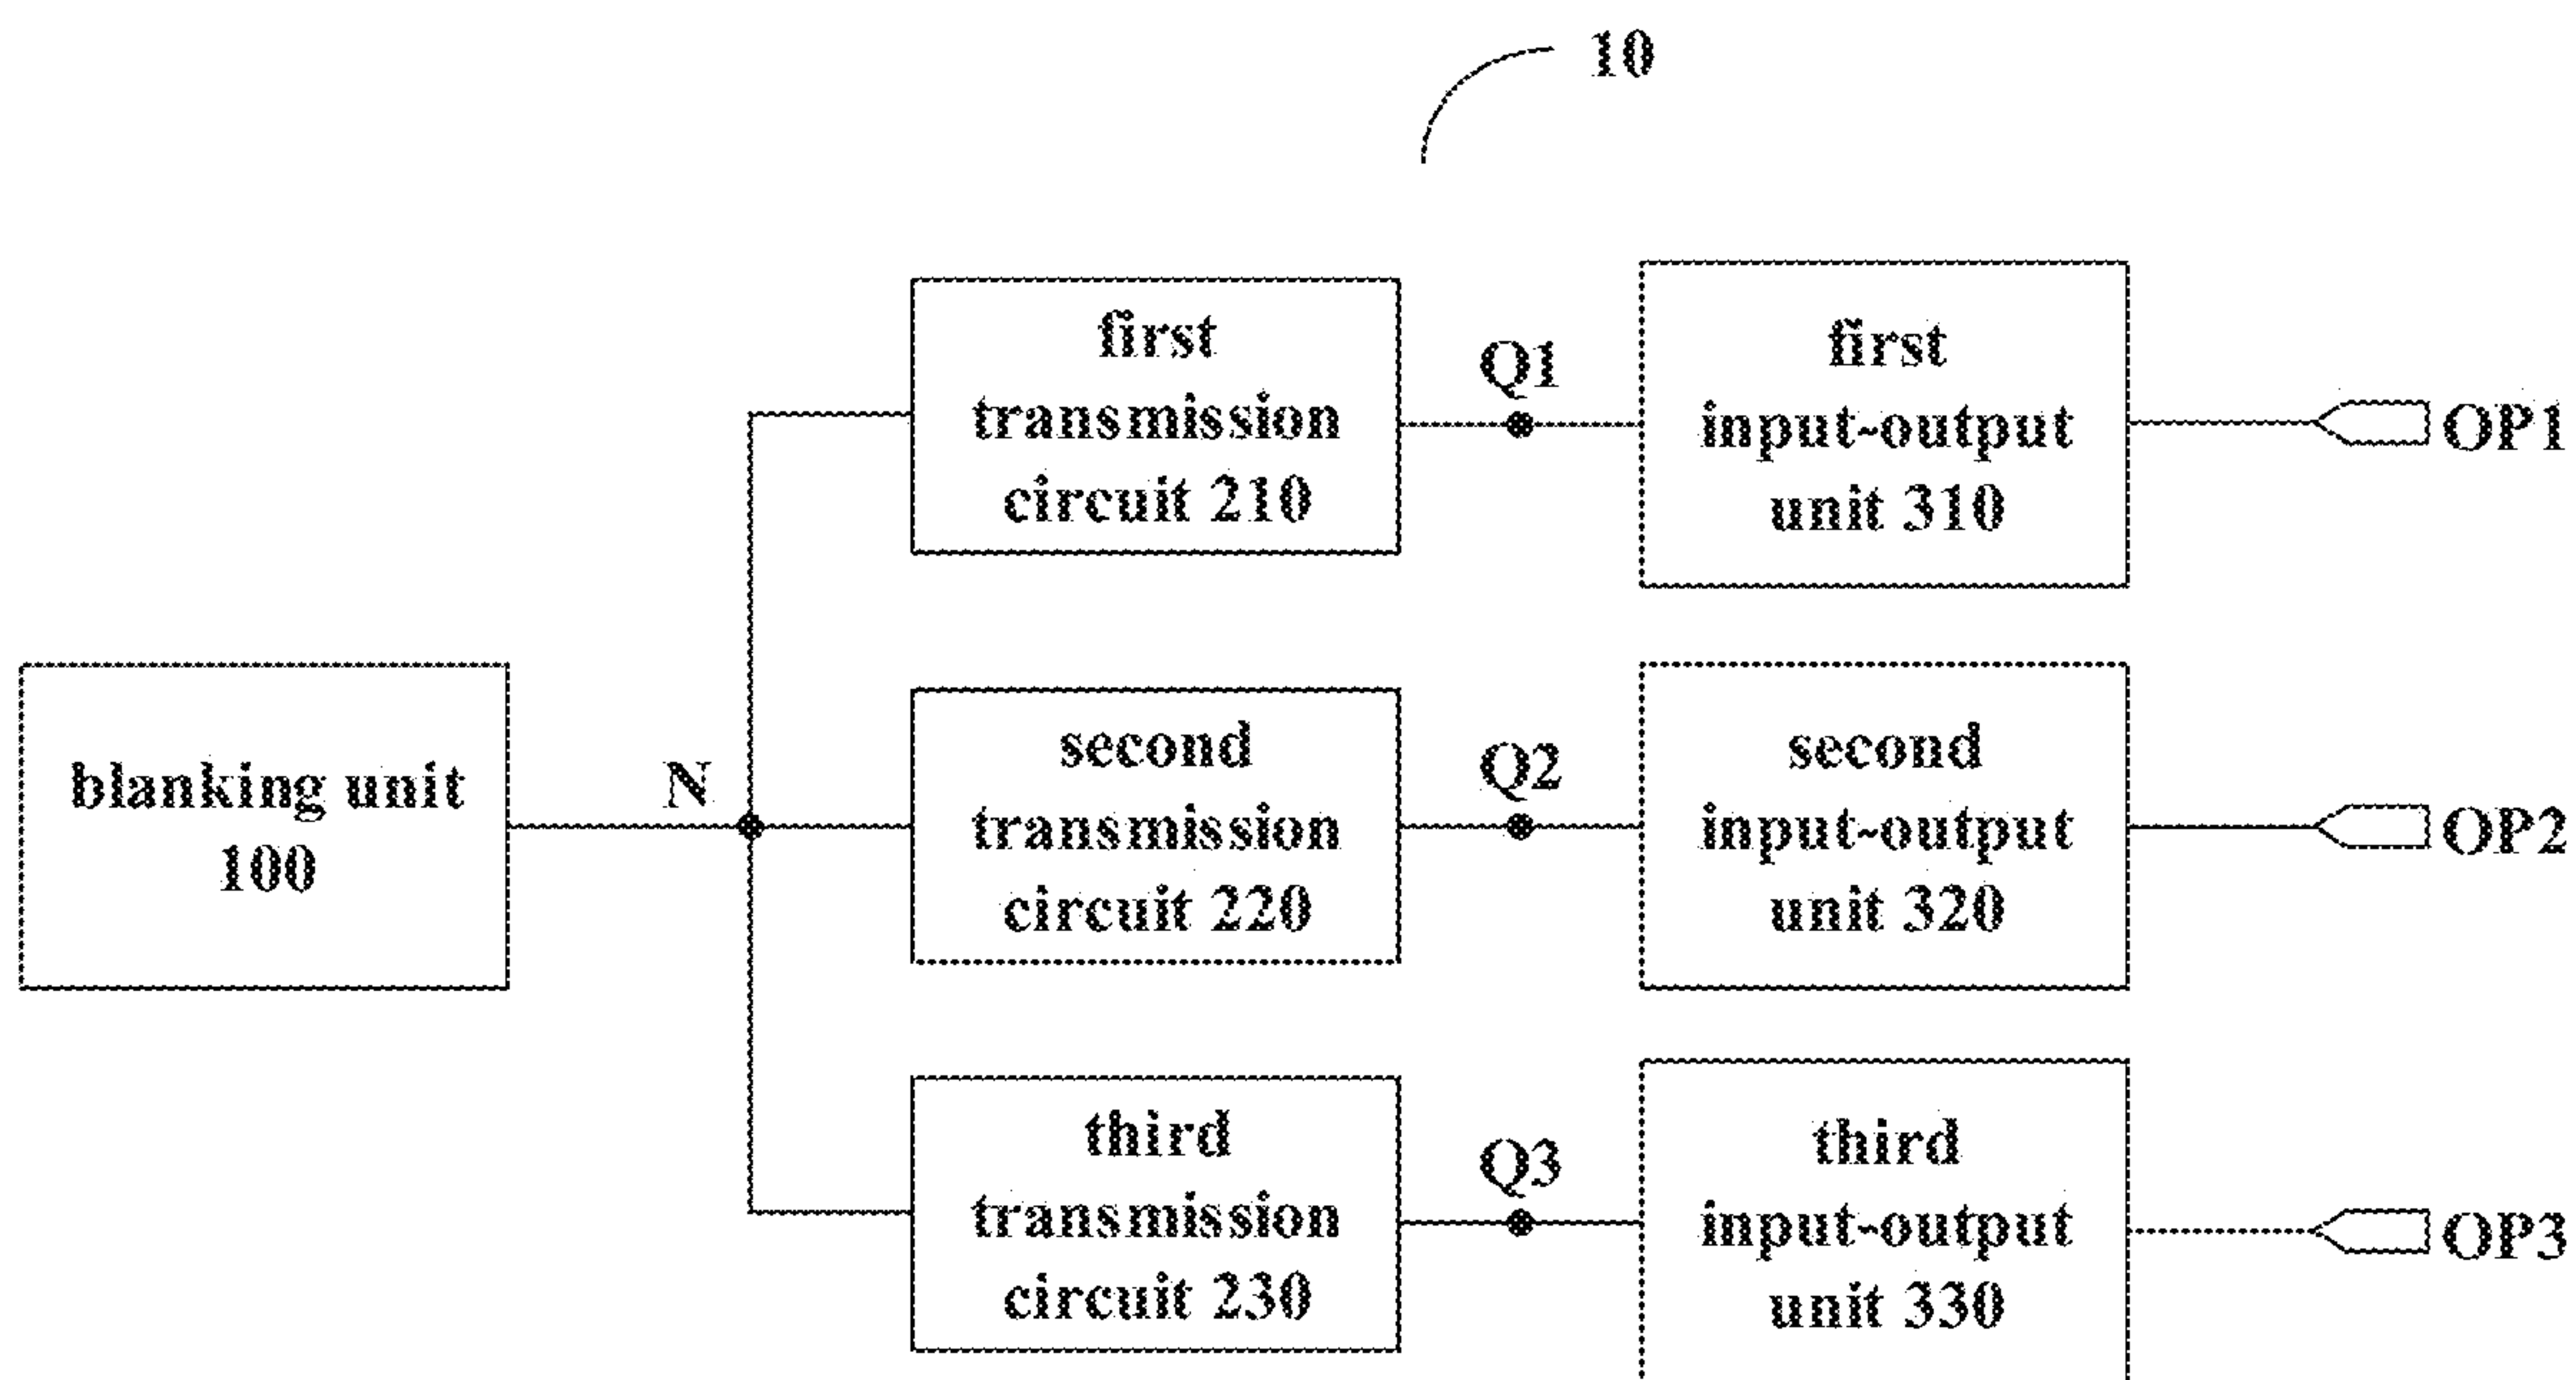 10
first
transmission
circuit 210
Q1
first
input-output
unit 310
OP1
blanking unit
100
N
second
transmission
circuit 220
Q2
second
input-output
unit 320
OP2
third
transmission
circuit 230
Q3
third
input-output
unit 330
OP3